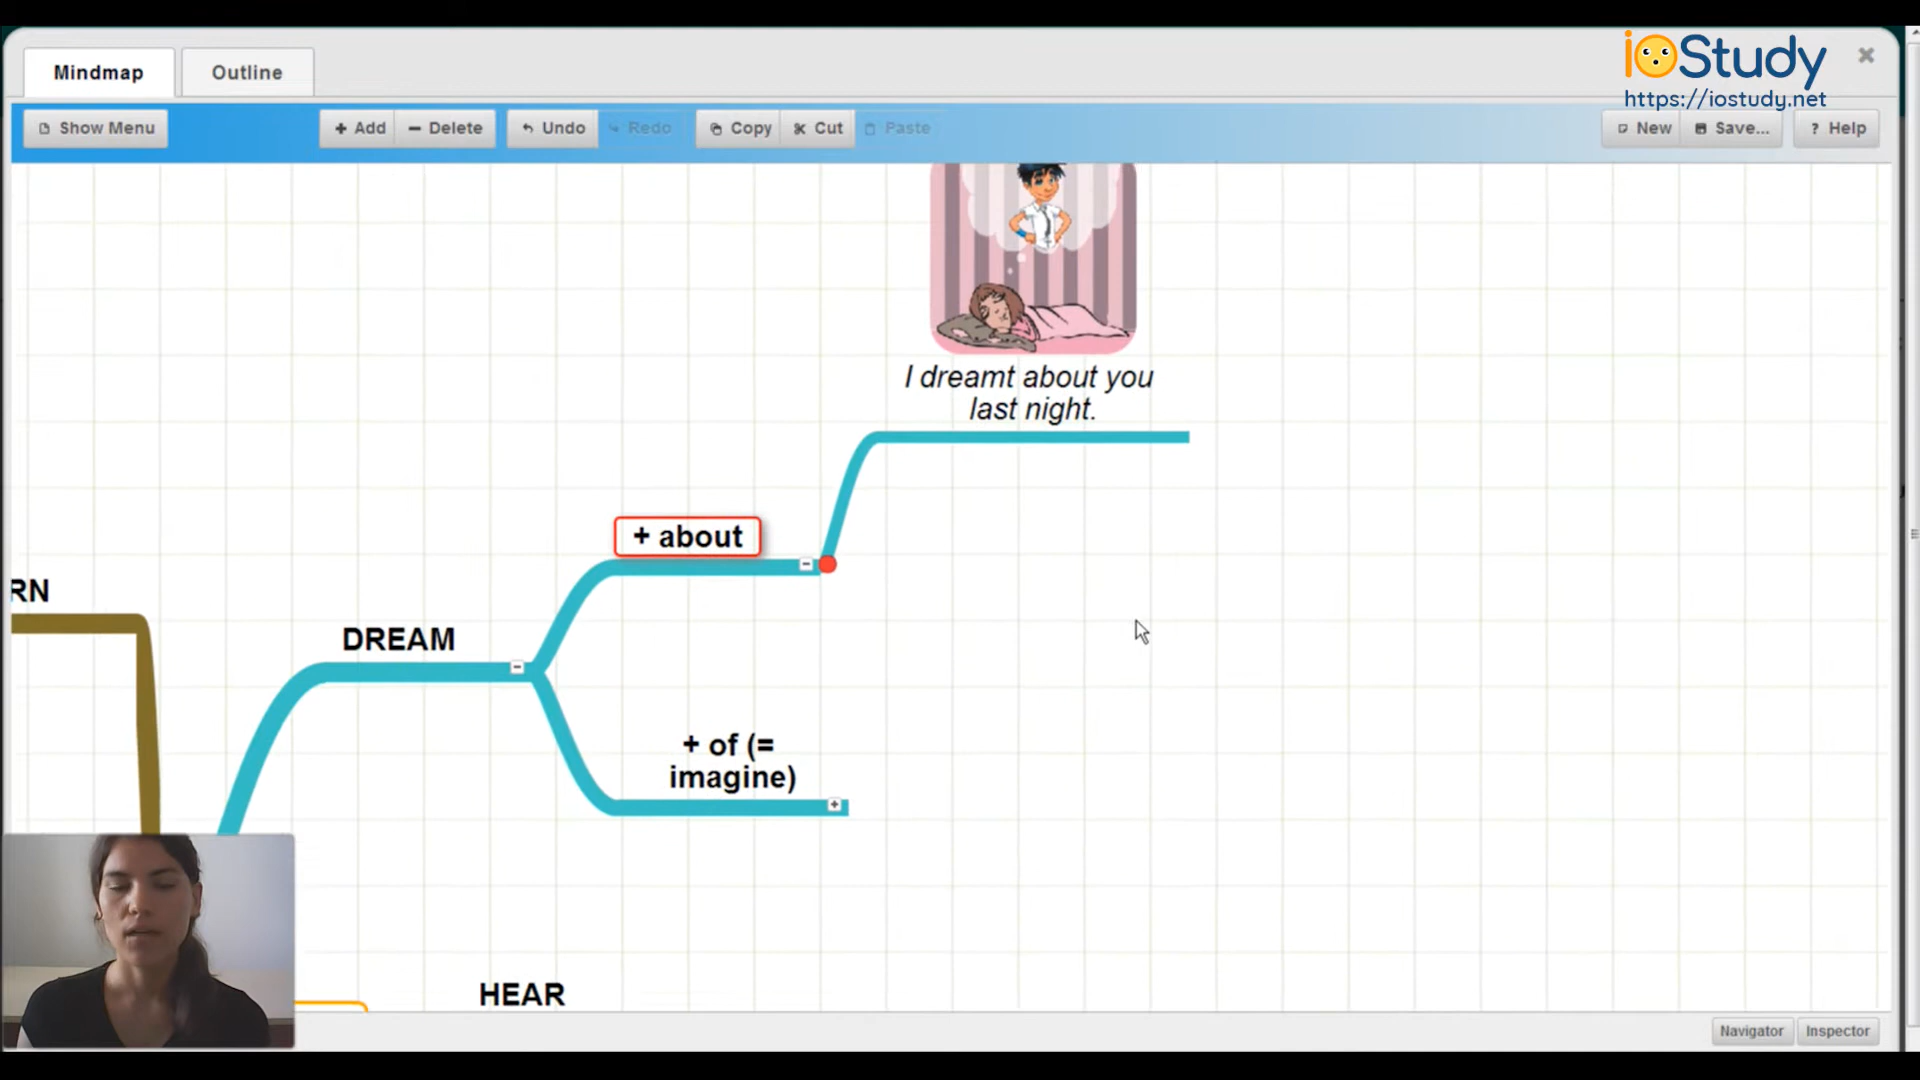 ioStudy
https://iostudy.net
Mindmap
Outline
Show Menu
+ Add
− Delete
Undo
Redo
Copy
Cut
Paste
New
Save...
? Help
I dreamt about you
last night.
+ about
RN
DREAM
+ of (=
imagine)
HEAR
Navigator
Inspector